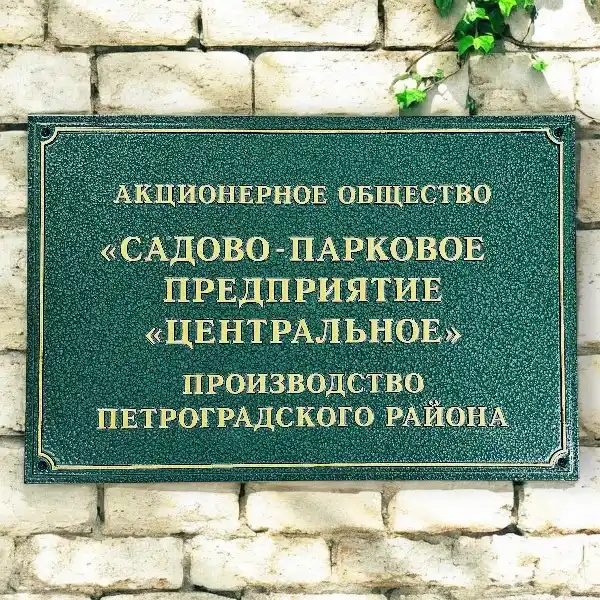 АКЦИОНЕРНОЕ ОБЩЕСТВО
«САДОВО-ПАРКОВОЕ
ПРЕДПРИЯТИЕ
«ЦЕНТРАЛЬНОЕ»
ПРОИЗВОДСТВО
ПЕТРОГРАДСКОГО РАЙОНА